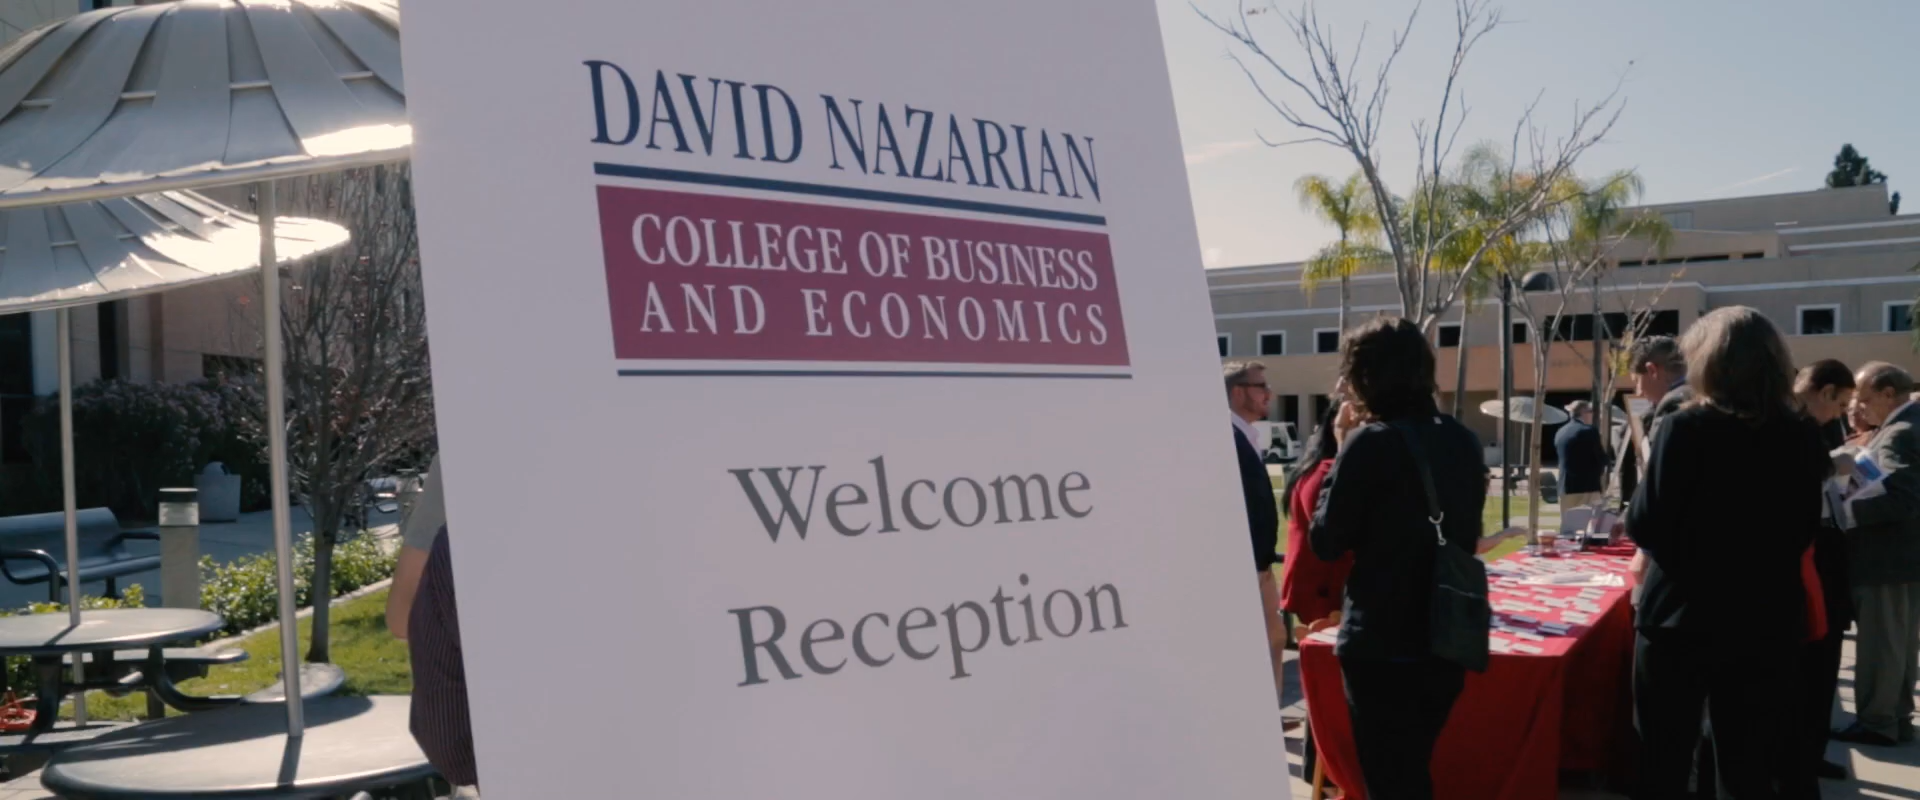 DAVID NAZARIAN
COLLEGE OF BUSINESS
AND ECONOMICS
Welcome
Reception